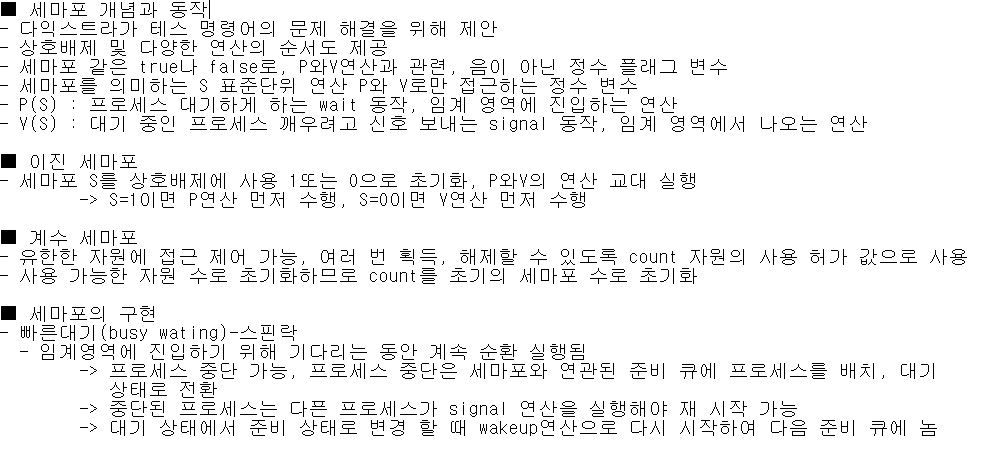 ■ 세마포 개념과 동작
- 다익스트라가 테스 명령어의 문제 해결을 위해 제안
- 상호배제 및 다양한 연산의 순서도 제공
- 세마포 같은 true나 false로, P와V연산과 관련, 음이 아닌 정수 플래그 변수
- 세마포를 의미하는 S 표준단위 연산 P와 V로만 접근하는 정수 변수
- P(S) : 프로세스 대기하게 하는 wait 동작, 임계 영역에 진입하는 연산
- V(S) : 대기 중인 프로세스 깨우려고 신호 보내는 signal 동작, 임계 영역에서 나오는 연산
■ 이진 세마포
- 세마포 S를 상호배제에 사용 1또는 0으로 초기화, P와V의 연산 교대 실행
-> S=1이면 P연산 먼저 수행, S=0이면 V연산 먼저 수행
■ 계수 세마포
- 유한한 자원에 접근 제어 가능, 여러 번 획득, 해제할 수 있도록 count 자원의 사용 허가 값으로 사용
- 사용 가능한 자원 수로 초기화하므로 count를 초기의 세마포 수로 초기화
■ 세마포의 구현
- 빠른대기(busy wating)-스핀락
- 임계영역에 진입하기 위해 기다리는 동안 계속 순환 실행됨
-> 프로세스 중단 가능, 프로세스 중단은 세마포와 연관된 준비 큐에 프로세스를 배치, 대기
상태로 전환
-> 중단된 프로세스는 다픈 프로세스가 signal 연산을 실행해야 재 시작 가능
-> 대기 상태에서 준비 상태로 변경 할 때 wakeup연산으로 다시 시작하여 다음 준비 큐에 놈